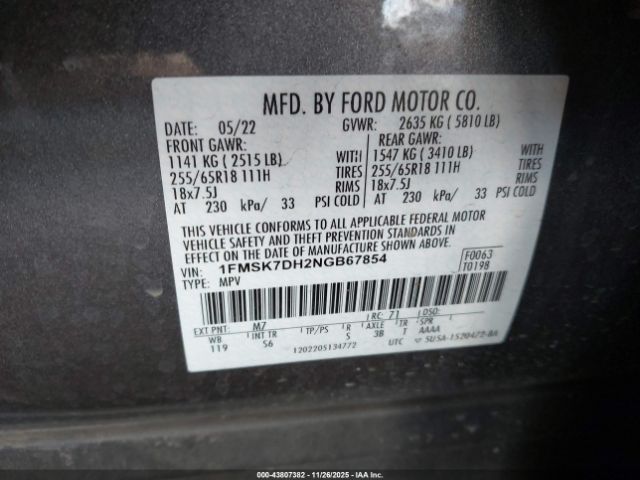 MFD. BY FORD MOTOR CO.
DATE: 05/22 GVWR: 2635 KG ( 5810 LB)
FRONT GAWR: REAR GAWR:
1141 KG ( 2515 LB) WITH 1547 KG ( 3410 LB) WITH
255/65R18 111H TIRES 255/65R18 111H TIRES
18x7.5J RIMS 18x7.5J RIMS
AT 230 kPa/ 33 PSI COLD AT 230 kPa/ 33 PSI COLD
THIS VEHICLE CONFORMS TO ALL APPLICABLE FEDERAL MOTOR
VEHICLE SAFETY AND THEFT PREVENTION STANDARDS IN EFFECT ON THE DATE OF
MANUFACTURE SHOWN ABOVE.
VIN: 1FMSK7DH2NGB67854 F0063
TYPE: MPV T0198
EXT PNT: M7 RC: 71 DSO:
WB INT TR TP/PS R AXLE TR SPR
119 S6 S 3B T AAAA
1202205134772 UTC 5U5A-1520472-BA
000-43807382 - 11/26/2025 - IAA Inc.